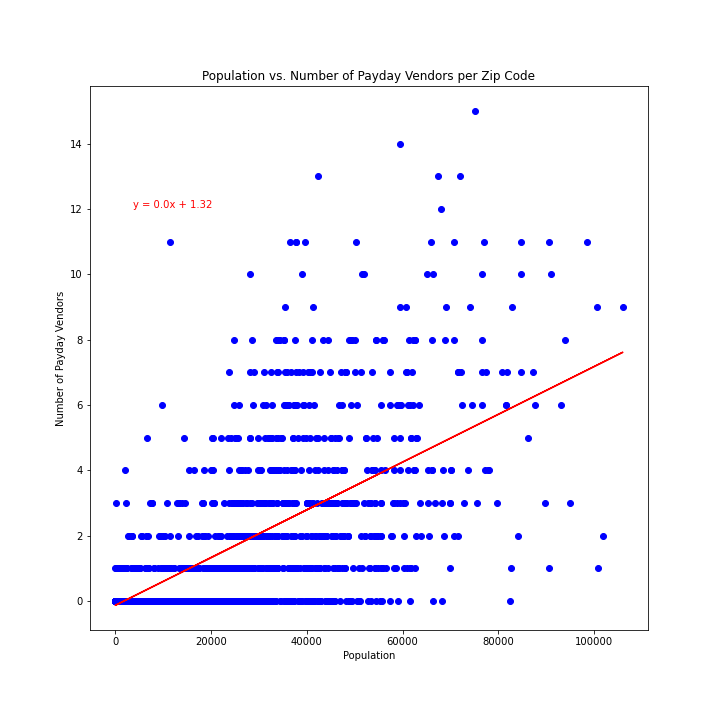 Population vs. Number of Payday Vendors per Zip Code
14
12
y = 0.0x + 1.32
10
8
6
4
2
0
Number of Payday Vendors
0 20000 40000 60000 80000 100000
Population